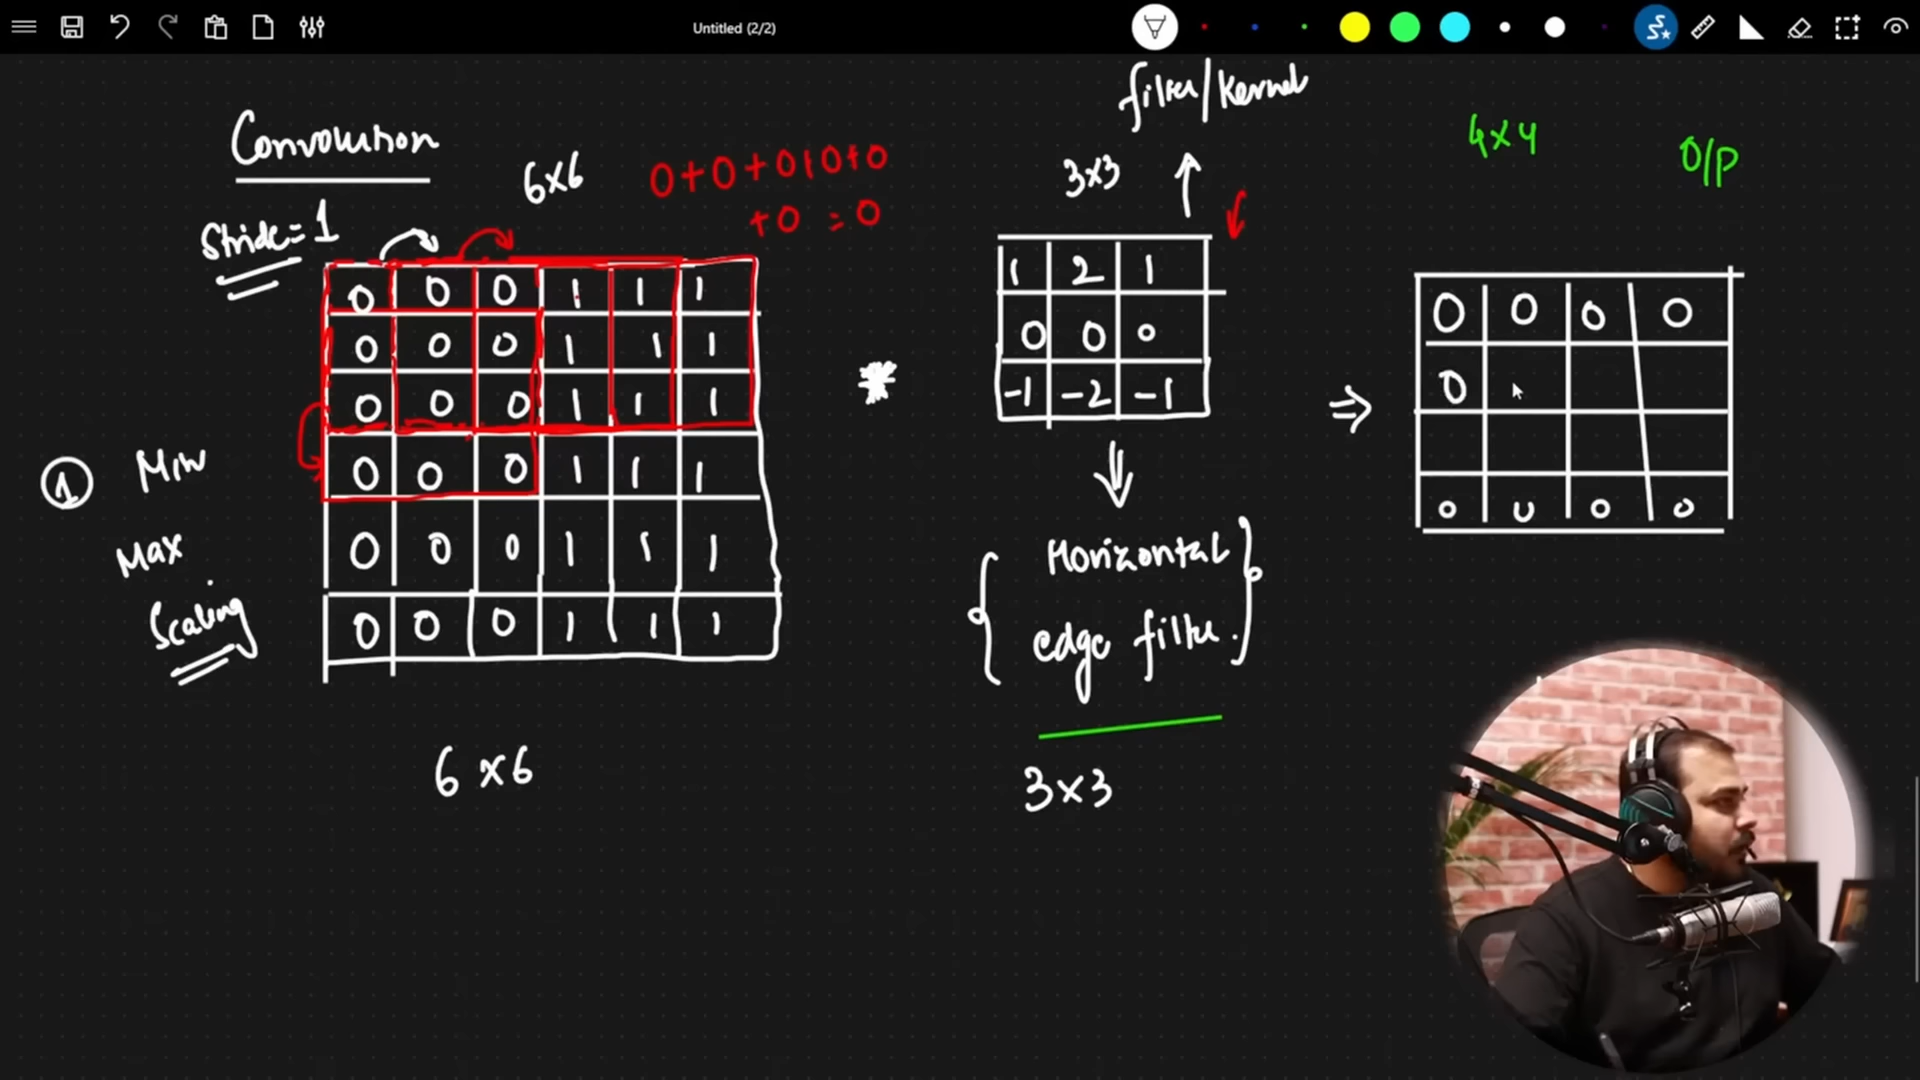 Untitled (2/2)
filter/kernel
Convolution
6x6
0+0+0+0+0
+0 = 0
3x3
4x4
O/P
Stride=1
0 0 0 1 1 1
0 0 0 1 1 1
0 0 0 1 1 1
0 0 0 1 1 1
0 0 0 1 1 1
0 0 0 1 1 1
*
1 2 1
0 0 0
-1 -2 -1
⇒
0 0 0 0
0
0 0 0 0
1 Min
Max
Scaling
Horizontal
edge filter.
6x6
3x3